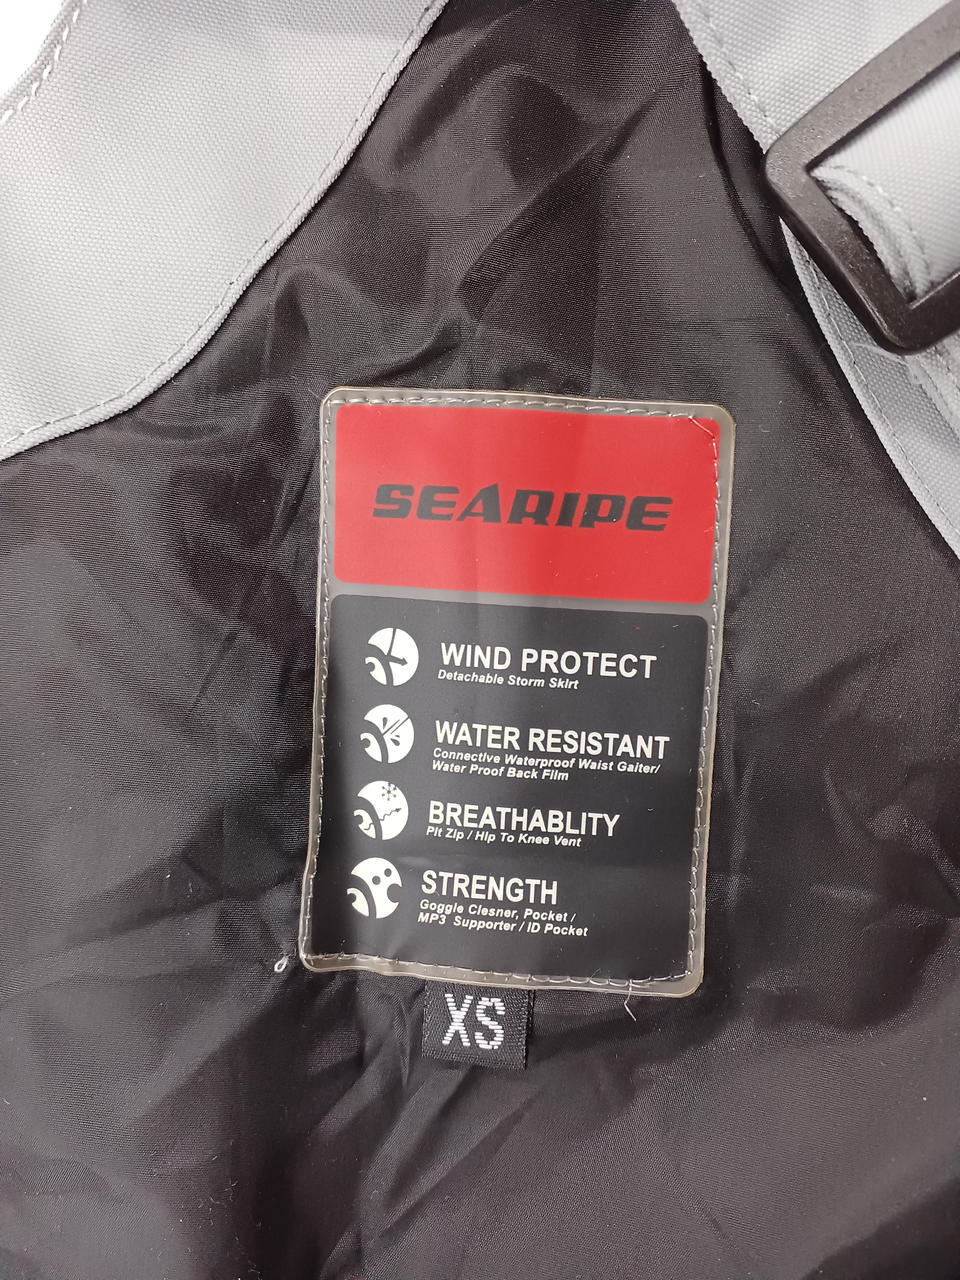 SEARIPE
WIND PROTECT
Detachable Storm Skirt
WATER RESISTANT
Connective Waterproof Waist Gaiter/
Water Proof Back Film
BREATHABLITY
Pit Zip / Hip To Knee Vent
STRENGTH
Goggle Clesner, Pocket /
MP3 Supporter / ID Pocket
XS